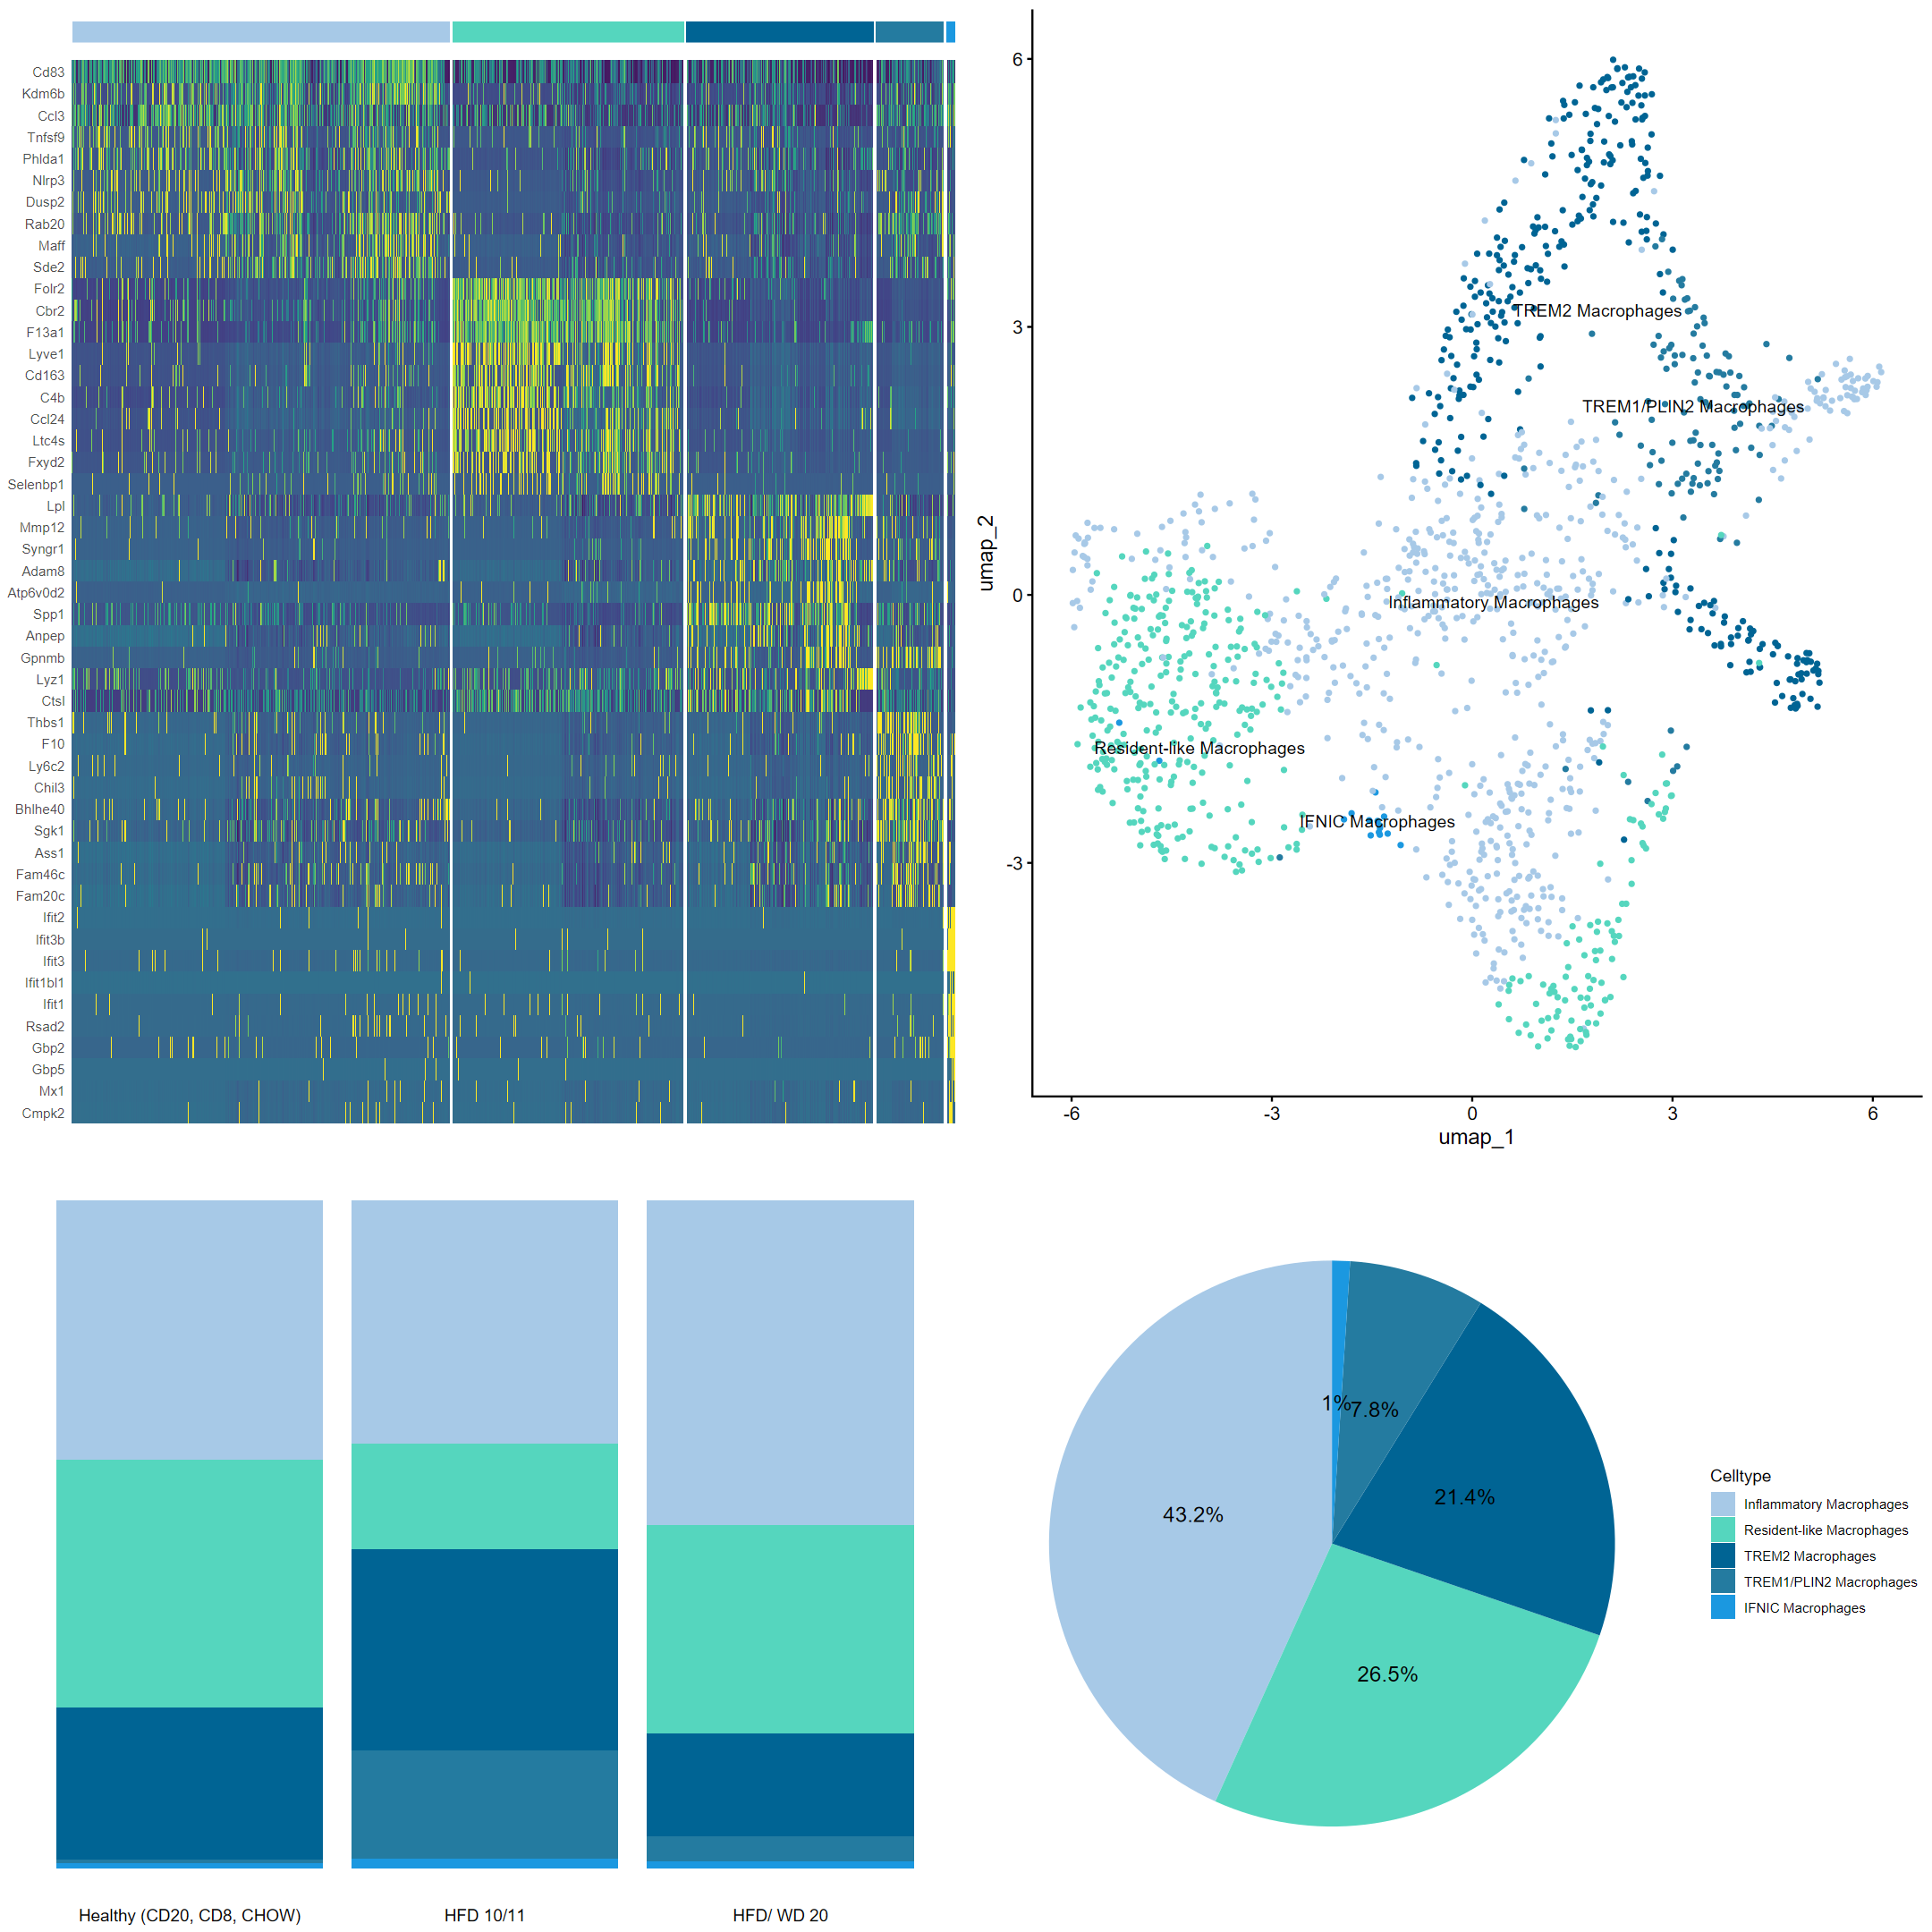 Cd83
Kdm6b
Ccl3
Tnfsf9
Phlda1
Nlrp3
Dusp2
Rab20
Maff
Sde2
Folr2
Cbr2
F13a1
Lyve1
Cd163
C4b
Ccl24
Ltc4s
Fxyd2
Selenbp1
Lpl
Mmp12
Syngr1
Adam8
Atp6v0d2
Spp1
Anpep
Gpnmb
Lyz1
Ctsl
Thbs1
F10
Ly6c2
Chil3
Bhlhe40
Sgk1
Ass1
Fam46c
Fam20c
Ifit2
Ifit3b
Ifit3
Ifit1bl1
Ifit1
Rsad2
Gbp2
Gbp5
Mx1
Cmpk2
6
3
0
-3
umap_2
TREM2 Macrophages
TREM1/PLIN2 Macrophages
Inflammatory Macrophages
Resident-like Macrophages
IFNIC Macrophages
-6
-3
0
3
6
umap_1
Healthy (CD20, CD8, CHOW)
HFD 10/11
HFD/ WD 20
1%
7.8%
21.4%
43.2%
26.5%
Celltype
Inflammatory Macrophages
Resident-like Macrophages
TREM2 Macrophages
TREM1/PLIN2 Macrophages
IFNIC Macrophages